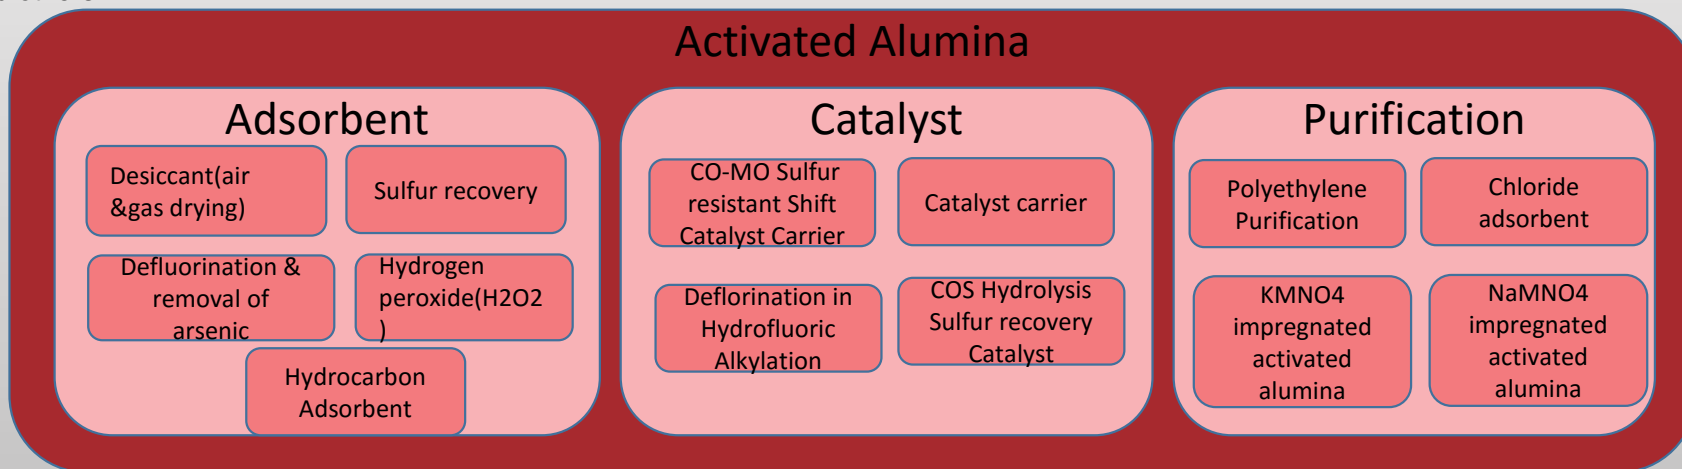 Activated Alumina
Adsorbent
Desiccant(air
&gas drying)
Sulfur recovery
Defluorination &
removal of
arsenic
Hydrogen
peroxide(H2O2
)
Hydrocarbon
Adsorbent
Catalyst
CO-MO Sulfur
resistant Shift
Catalyst Carrier
Catalyst carrier
Deflorination in
Hydrofluoric
Alkylation
COS Hydrolysis
Sulfur recovery
Catalyst
Purification
Polyethylene
Purification
Chloride
adsorbent
KMNO4
impregnated
activated
alumina
NaMNO4
impregnated
activated
alumina